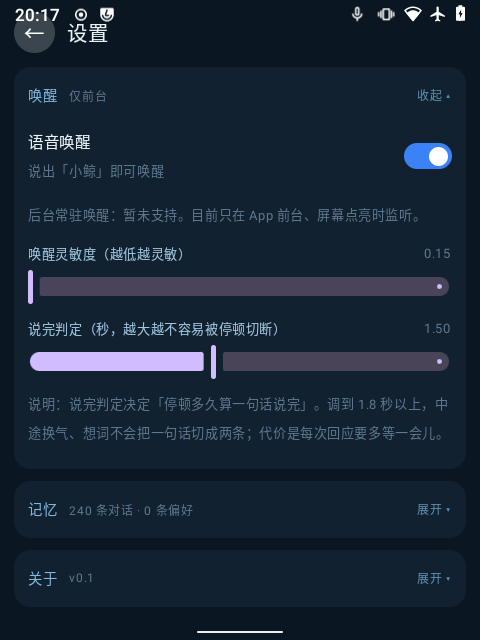 20:17
设置
唤醒 仅前台 收起
语音唤醒
说出「小鲸」即可唤醒
后台常驻唤醒：暂未支持。目前只在 App 前台、屏幕点亮时监听。
唤醒灵敏度（越低越灵敏） 0.15
说完判定（秒，越大越不容易被停顿切断） 1.50
说明：说完判定决定「停顿多久算一句话说完」。调到 1.8 秒以上，中
途换气、想词不会把一句话切成两条；代价是每次回应要多等一会儿。
记忆 240 条对话 · 0 条偏好 展开
关于 v0.1 展开